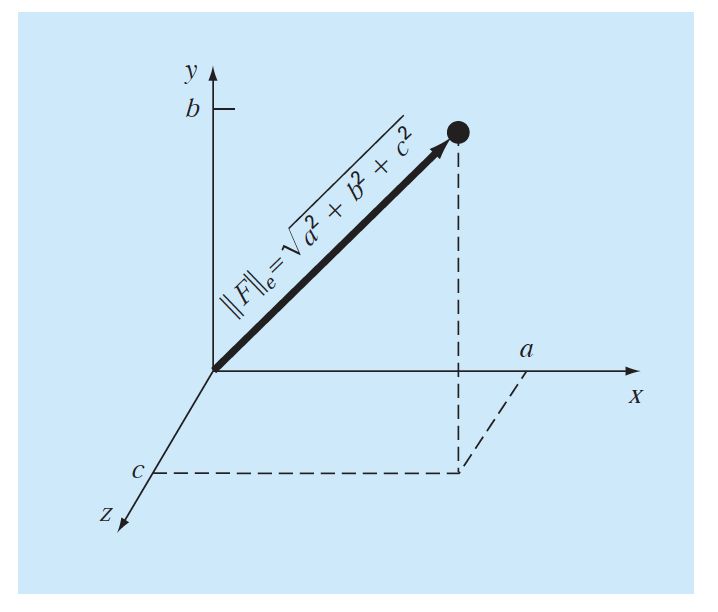 y
b
‖F‖ₑ = √a² + b² + c²
a
x
c
z